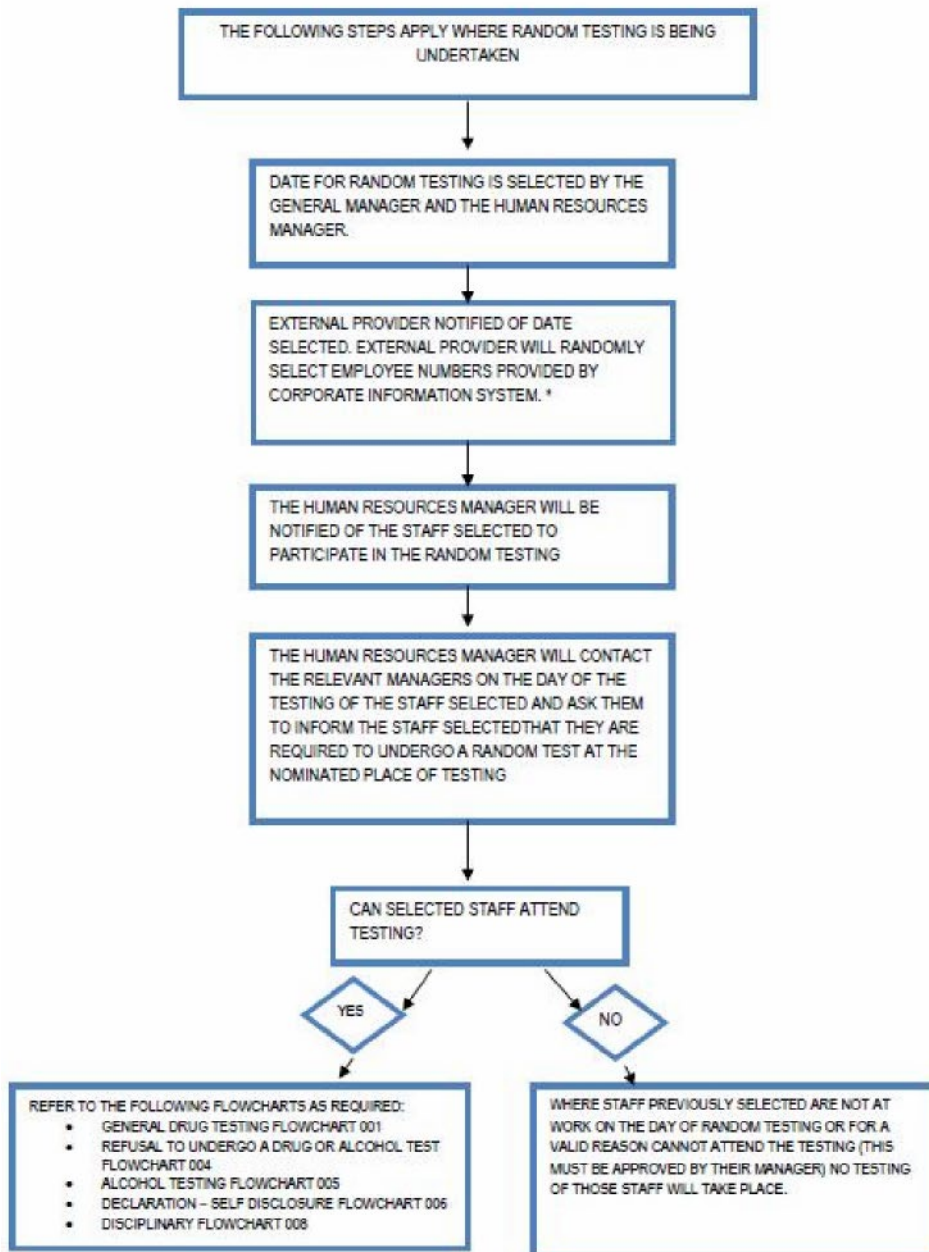 THE FOLLOWING STEPS APPLY WHERE RANDOM TESTING IS BEING
UNDERTAKEN
DATE FOR RANDOM TESTING IS SELECTED BY THE
GENERAL MANAGER AND THE HUMAN RESOURCES
MANAGER.
EXTERNAL PROVIDER NOTIFIED OF DATE
SELECTED. EXTERNAL PROVIDER WILL RANDOMLY
SELECT EMPLOYEE NUMBERS PROVIDED BY
CORPORATE INFORMATION SYSTEM. *
THE HUMAN RESOURCES MANAGER WILL BE
NOTIFIED OF THE STAFF SELECTED TO
PARTICIPATE IN THE RANDOM TESTING
THE HUMAN RESOURCES MANAGER WILL CONTACT
THE RELEVANT MANAGERS ON THE DAY OF THE
TESTING OF THE STAFF SELECTED AND ASK THEM
TO INFORM THE STAFF SELECTEDTHAT THEY ARE
REQUIRED TO UNDERGO A RANDOM TEST AT THE
NOMINATED PLACE OF TESTING
CAN SELECTED STAFF ATTEND
TESTING?
YES
NO
REFER TO THE FOLLOWING FLOWCHARTS AS REQUIRED:
• GENERAL DRUG TESTING FLOWCHART 001
• REFUSAL TO UNDERGO A DRUG OR ALCOHOL TEST
FLOWCHART 004
• ALCOHOL TESTING FLOWCHART 005
• DECLARATION – SELF DISCLOSURE FLOWCHART 006
• DISCIPLINARY FLOWCHART 008
WHERE STAFF PREVIOUSLY SELECTED ARE NOT AT
WORK ON THE DAY OF RANDOM TESTING OR FOR A
VALID REASON CANNOT ATTEND THE TESTING (THIS
MUST BE APPROVED BY THEIR MANAGER) NO TESTING
OF THOSE STAFF WILL TAKE PLACE.